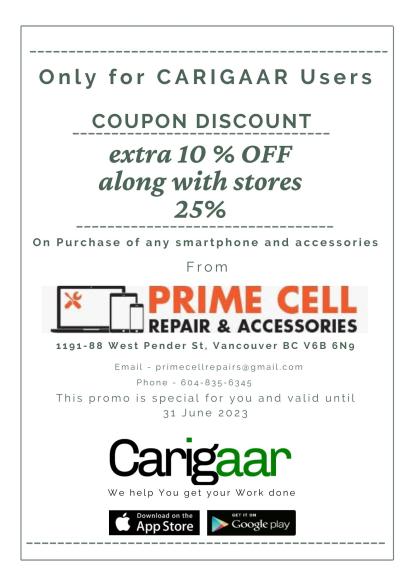 Only for CARIGAAR Users
COUPON DISCOUNT
extra 10 % OFF
along with stores
25%
On Purchase of any smartphone and accessories
From
PRIME CELL
REPAIR & ACCESSORIES
1191-88 West Pender St, Vancouver BC V6B 6N9
Email - primecellrepairs@gmail.com
Phone - 604-835-6345
This promo is special for you and valid until
31 June 2023
Carigaar
We help You get your Work done
Download on the
App Store
GET IT ON
Google play